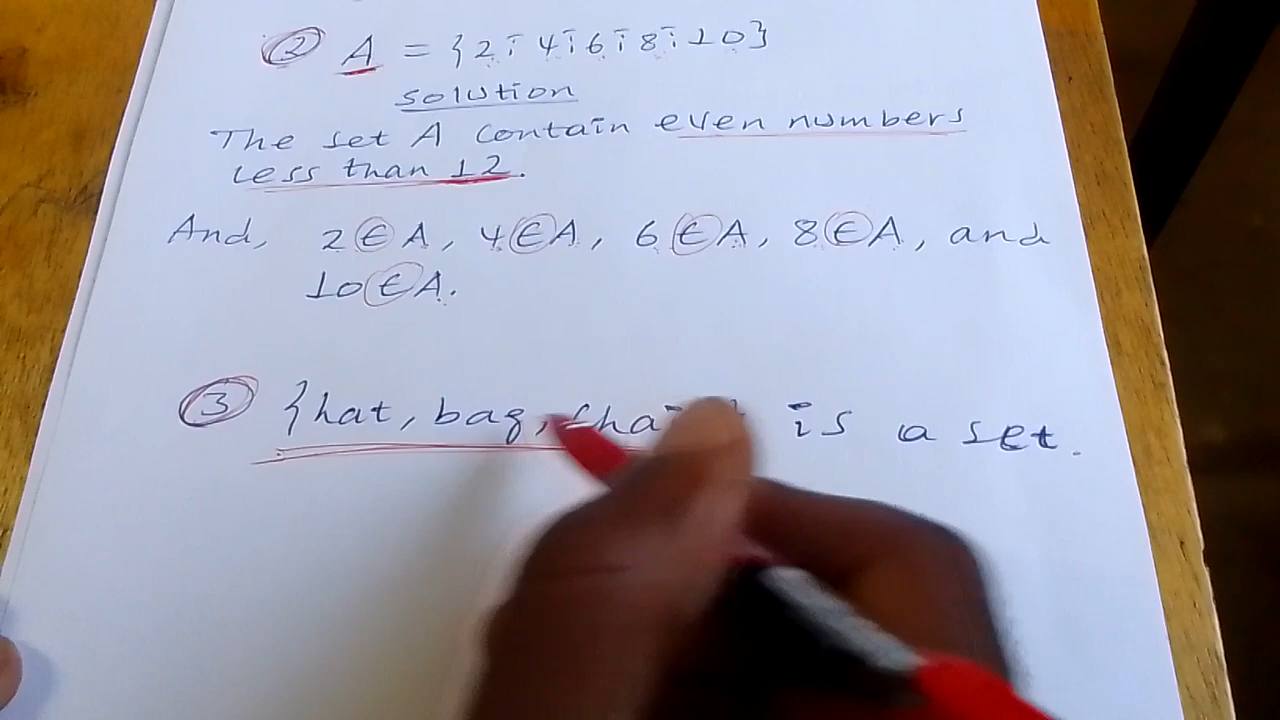 ② A = {2; 4; 6; 8; 10}
solution
The set A contain even numbers
less than 12.
And, 2 ∈ A, 4 ∈ A, 6 ∈ A, 8 ∈ A, and
10 ∈ A.
③ {hat, bag, is a set.